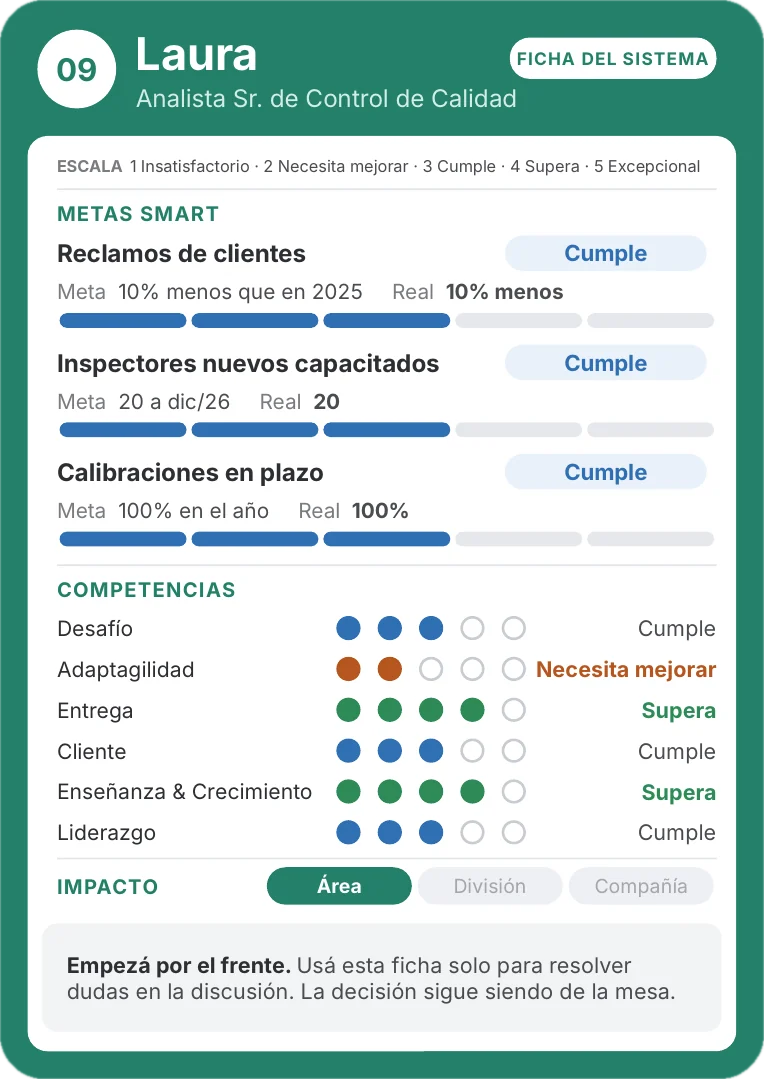 09
Laura
FICHA DEL SISTEMA
Analista Sr. de Control de Calidad
ESCALA 1 Insatisfactorio · 2 Necesita mejorar · 3 Cumple · 4 Supera · 5 Excepcional
METAS SMART
Reclamos de clientes Cumple
Meta 10% menos que en 2025 Real 10% menos
Inspectores nuevos capacitados Cumple
Meta 20 a dic/26 Real 20
Calibraciones en plazo Cumple
Meta 100% en el año Real 100%
COMPETENCIAS
Desafío Cumple
Adaptagilidad Necesita mejorar
Entrega Supera
Cliente Cumple
Enseñanza & Crecimiento Supera
Liderazgo Cumple
IMPACTO Área División Compañía
Empezá por el frente. Usá esta ficha solo para resolver
dudas en la discusión. La decisión sigue siendo de la mesa.